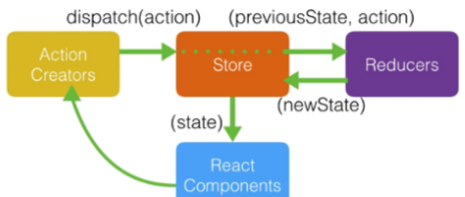 dispatch(action)
(previousState, action)
Action
Creators
Store
Reducers
(newState)
(state)
React
Components